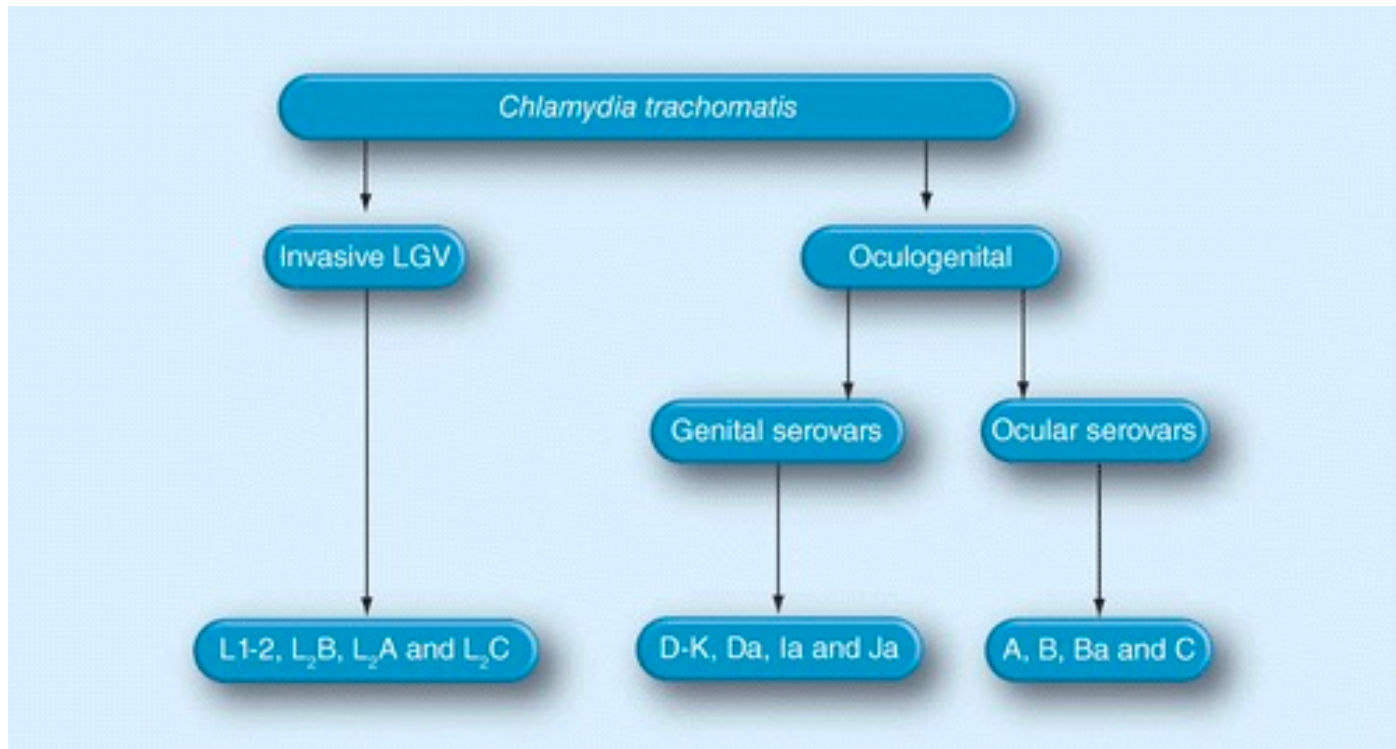 Chlamydia trachomatis
Invasive LGV
Oculogenital
Genital serovars
Ocular serovars
L1-2, L₂B, L₂A and L₂C
D-K, Da, Ia and Ja
A, B, Ba and C